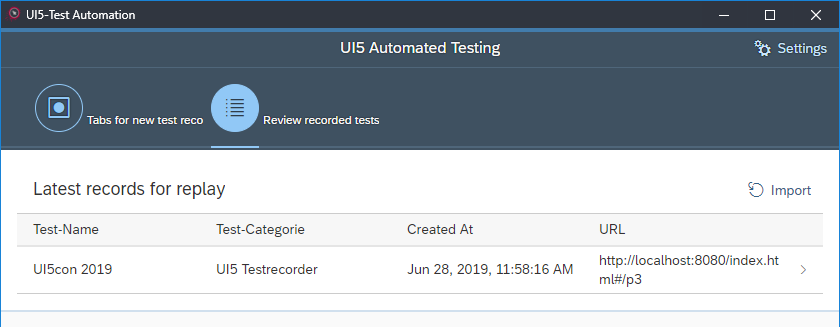 UI5-Test Automation
UI5 Automated Testing
Settings
Tabs for new test reco
Review recorded tests
Latest records for replay
Import
Test-Name Test-Categorie Created At URL
UI5con 2019 UI5 Testrecorder Jun 28, 2019, 11:58:16 AM http://localhost:8080/index.ht
ml#/p3